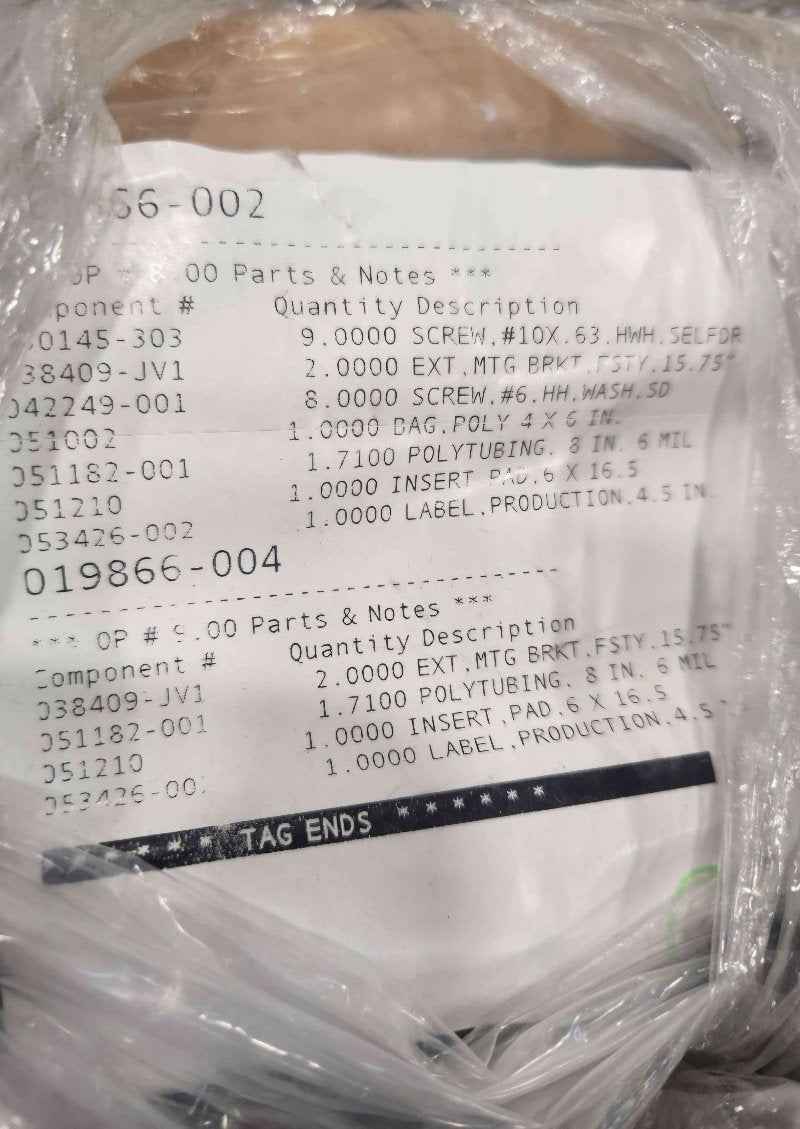 66-002
--------------------------------
OP # 8.00 Parts & Notes ***
ponent # Quantity Description
0145-303 9.0000 SCREW,#10X.63.HWH.SELFDR
38409-JV1 2.0000 EXT,MTG BRKT,FSTY.15.75"
042249-001 8.0000 SCREW.#6.HH.WASH.SD
051002 1.0000 BAG.POLY 4 X 6 IN.
051182-001 1.7100 POLYTUBING. 8 IN. 6 MIL
051210 1.0000 INSERT PAD,6 X 16.5
053426-002 1.0000 LABEL,PRODUCTION.4.5 IN.
019866-004
--------------------------------
*** OP # 9.00 Parts & Notes ***
Component # Quantity Description
038409-JV1 2.0000 EXT,MTG BRKT,FSTY.15.75"
051182-001 1.7100 POLYTUBING. 8 IN. 6 MIL
051210 1.0000 INSERT,PAD,6 X 16.5
053426-00 1.0000 LABEL,PRODUCTION.4.5
* * * * TAG ENDS * * * * * *